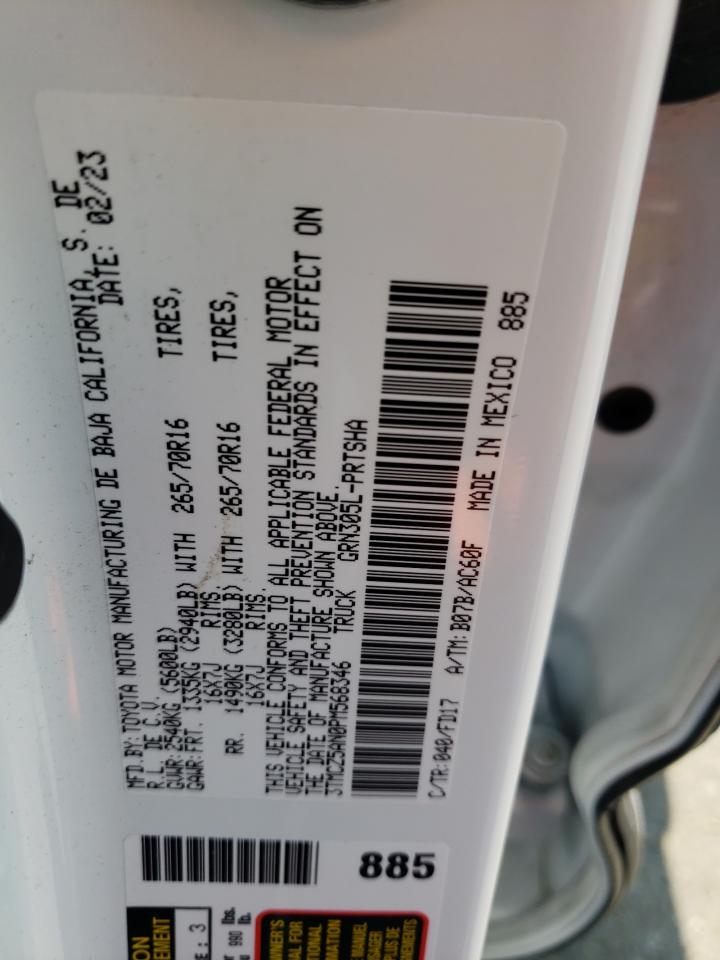 MFD.BY:TOYOTA MOTOR MANUFACTURING DE BAJA CALIFORNIA, S. DE
R.L. DE C.V. DATE: 02/23
GVWR:2540KG (5600LB)
GAWR:FRT. 1335KG (2940LB) WITH 265/70R16 TIRES,
16X7J RIMS.
RR. 1490KG (3280LB) WITH 265/70R16 TIRES,
16X7J RIMS.
THIS VEHICLE CONFORMS TO ALL APPLICABLE FEDERAL MOTOR
VEHICLE SAFETY AND THEFT PREVENTION STANDARDS IN EFFECT ON
THE DATE OF MANUFACTURE SHOWN ABOVE.
3TMCZ5AN0PM568346 TRUCK GRN305L-PRTSHA
C/TR:040/FD17 A/TM:B07B/AC60F MADE IN MEXICO 885
885